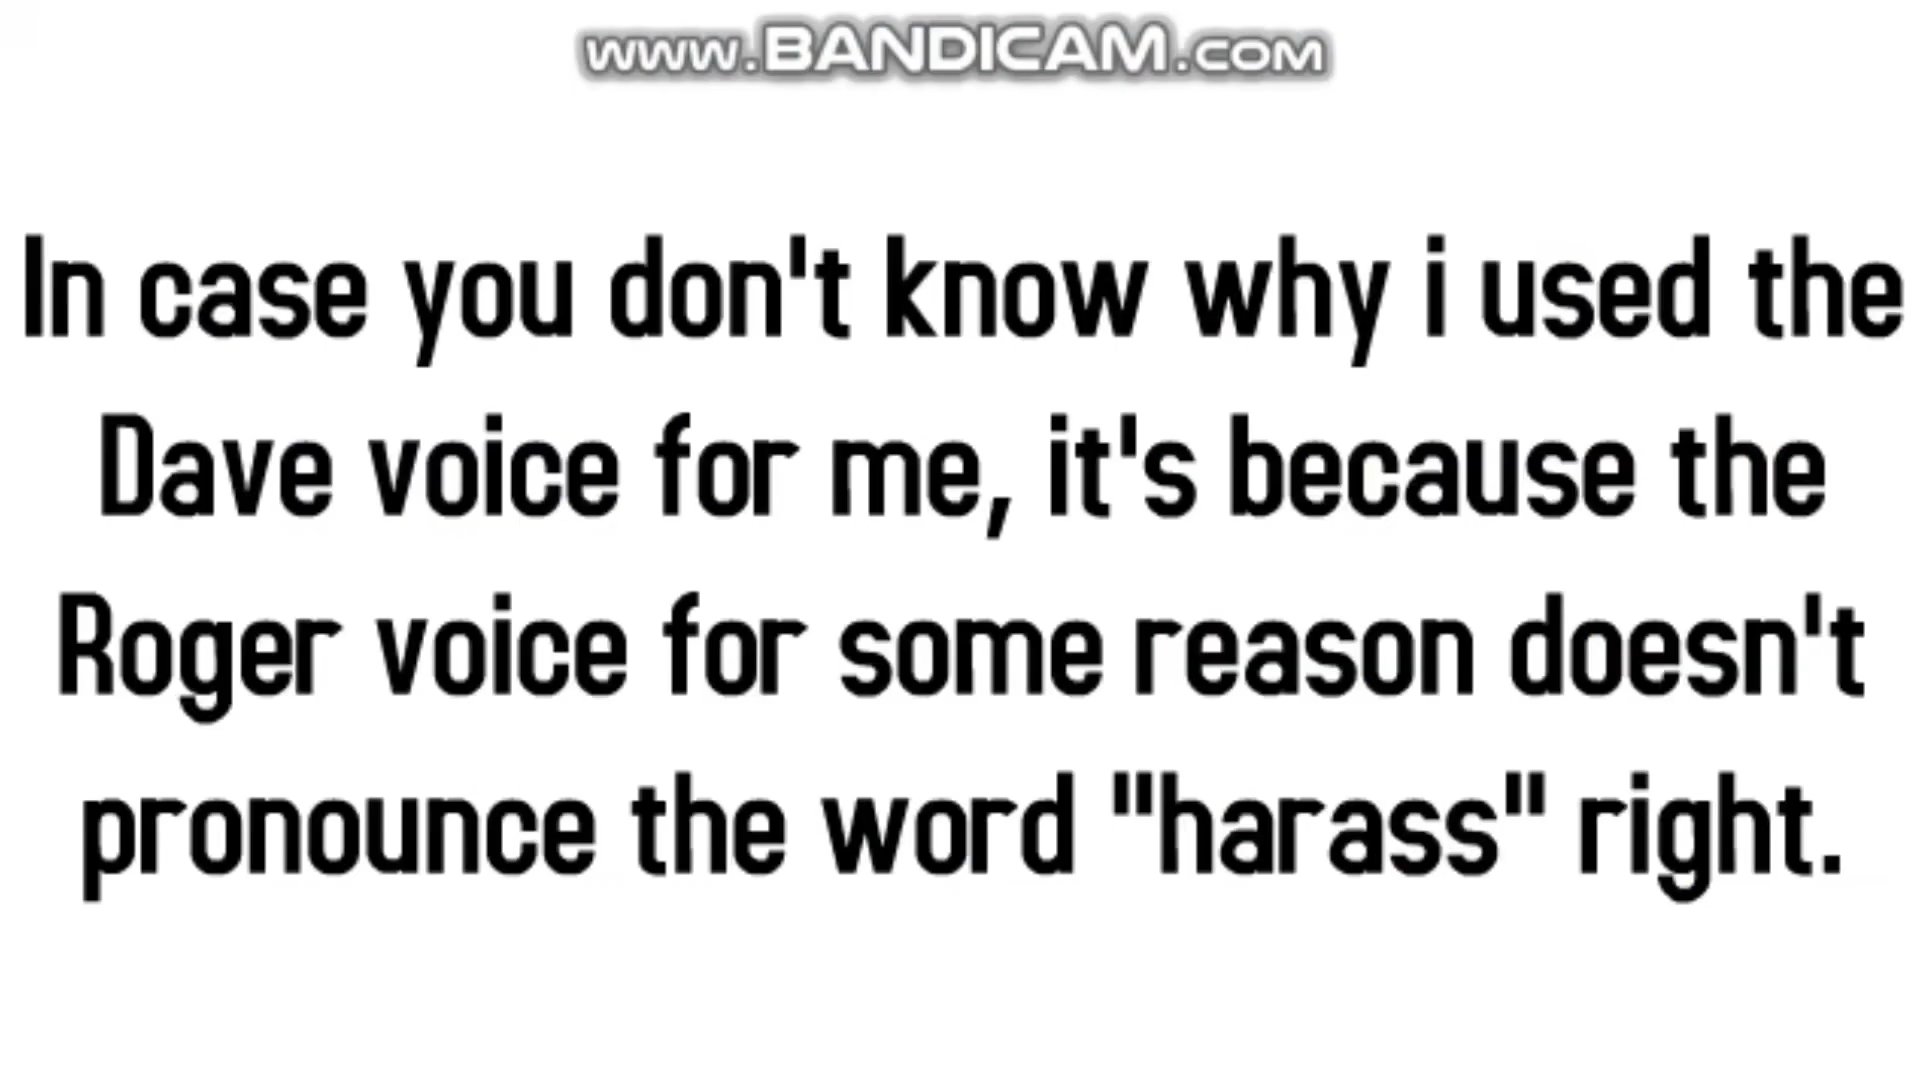 www.BANDICAM.com
In case you don't know why i used the
Dave voice for me, it's because the
Roger voice for some reason doesn't
pronounce the word "harass" right.